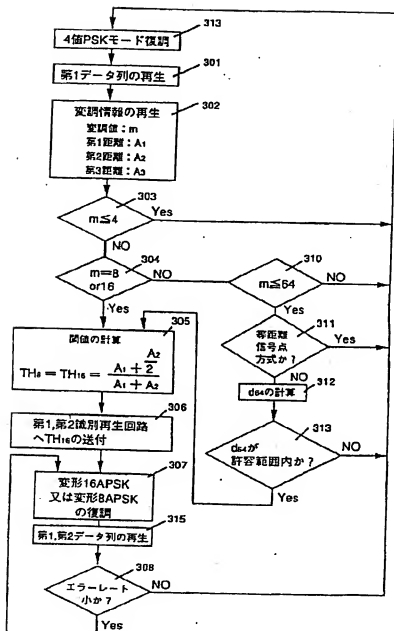 313
4値PSKモード復調
301
第1データ列の再生
302
変調情報の再生
変調値:m
第1距離:A1
第2距離:A2
第3距離:A3
303
m≦4
Yes
NO
304
m=8
or16
NO
Yes
310
m≦64
NO
Yes
311
等距離
信号点
方式か?
Yes
NO
312
d64の計算
313
d64が
許容範囲内か?
NO
Yes
305
閾値の計算
TH8 = TH16 = (A1 + A2/2)/(A1 + A2)
306
第1,第2識別再生回路
へTH16の送付
307
変形16APSK
又は変形8APSK
の復調
315
第1,第2データ列の再生
308
エラーレート
小か?
NO
Yes